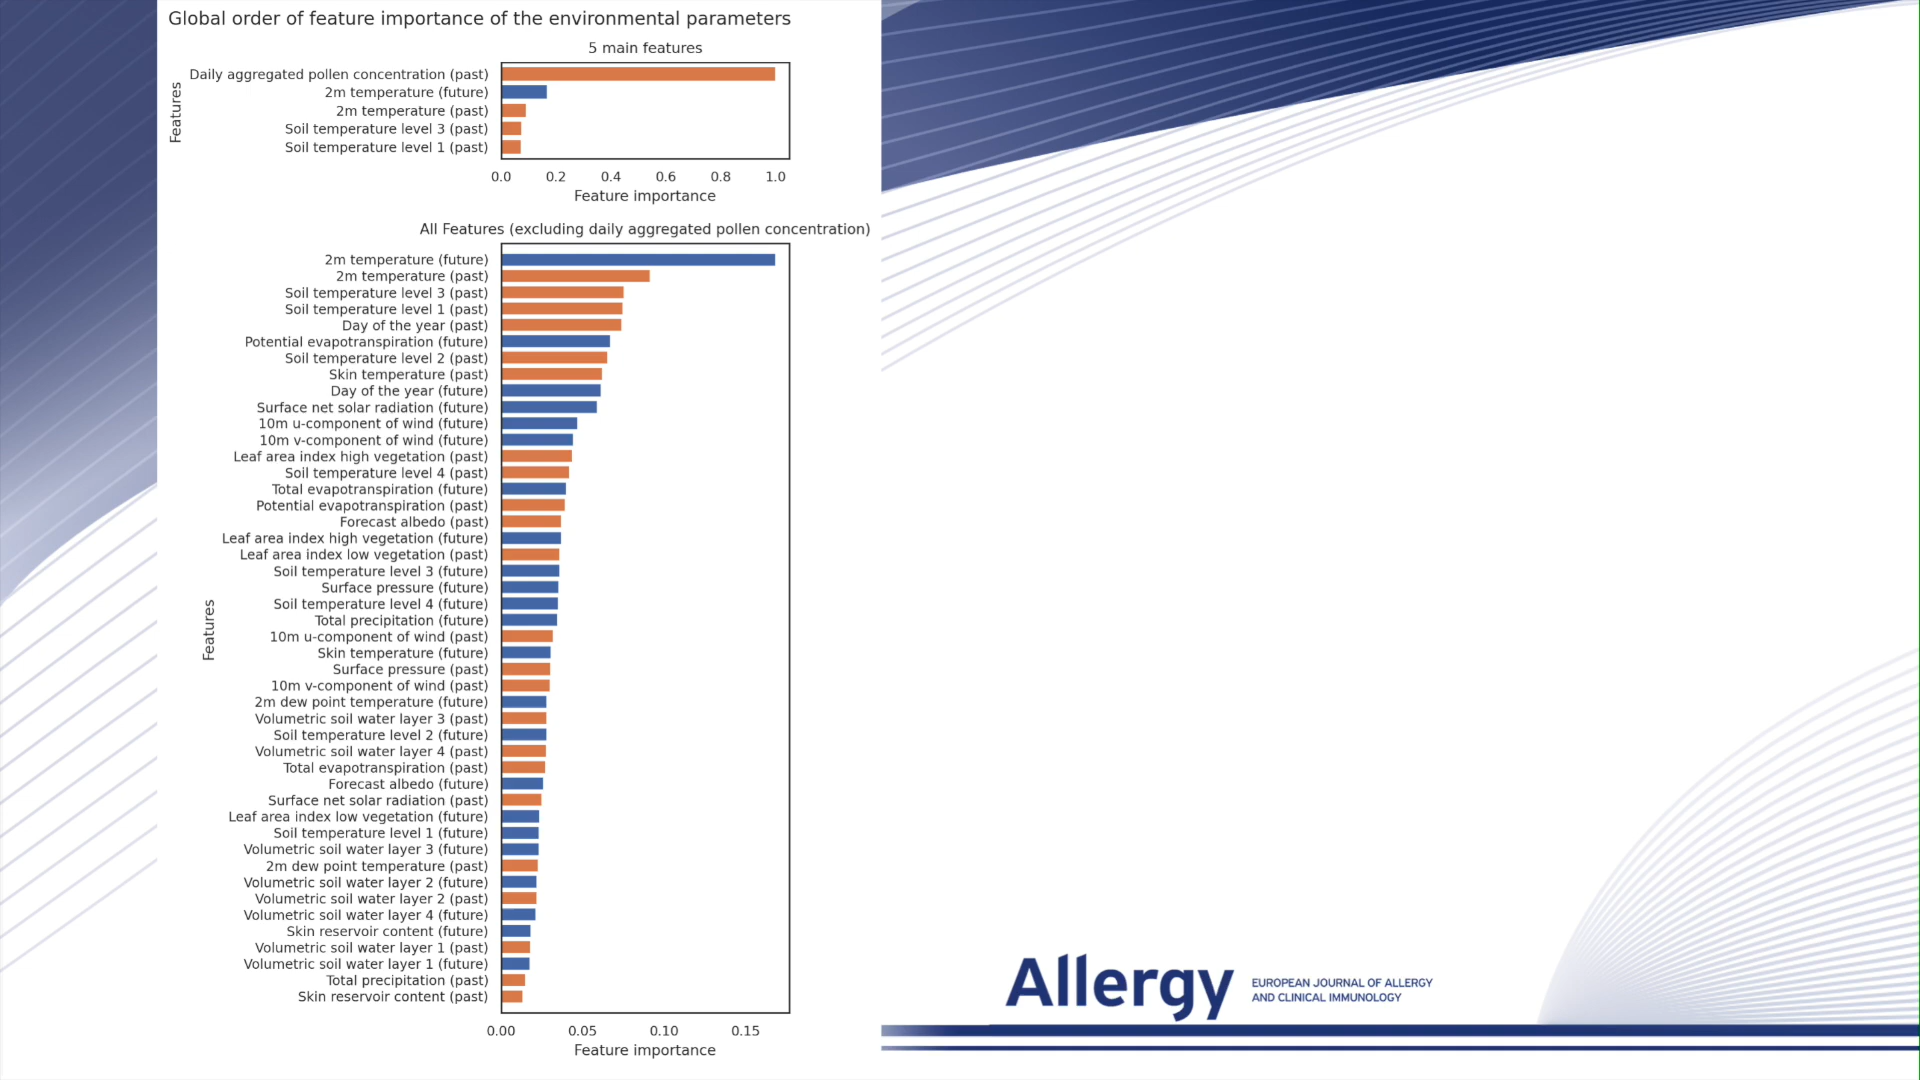 Global order of feature importance of the environmental parameters
5 main features
Features
Daily aggregated pollen concentration (past)
2m temperature (future)
2m temperature (past)
Soil temperature level 3 (past)
Soil temperature level 1 (past)
0.0 0.2 0.4 0.6 0.8 1.0
Feature importance
All Features (excluding daily aggregated pollen concentration)
Features
2m temperature (future)
2m temperature (past)
Soil temperature level 3 (past)
Soil temperature level 1 (past)
Day of the year (past)
Potential evapotranspiration (future)
Soil temperature level 2 (past)
Skin temperature (past)
Day of the year (future)
Surface net solar radiation (future)
10m u-component of wind (future)
10m v-component of wind (future)
Leaf area index high vegetation (past)
Soil temperature level 4 (past)
Total evapotranspiration (future)
Potential evapotranspiration (past)
Forecast albedo (past)
Leaf area index high vegetation (future)
Leaf area index low vegetation (past)
Soil temperature level 3 (future)
Surface pressure (future)
Soil temperature level 4 (future)
Total precipitation (future)
10m u-component of wind (past)
Skin temperature (future)
Surface pressure (past)
10m v-component of wind (past)
2m dew point temperature (future)
Volumetric soil water layer 3 (past)
Soil temperature level 2 (future)
Volumetric soil water layer 4 (past)
Total evapotranspiration (past)
Forecast albedo (future)
Surface net solar radiation (past)
Leaf area index low vegetation (future)
Soil temperature level 1 (future)
Volumetric soil water layer 3 (future)
2m dew point temperature (past)
Volumetric soil water layer 2 (future)
Volumetric soil water layer 2 (past)
Volumetric soil water layer 4 (future)
Skin reservoir content (future)
Volumetric soil water layer 1 (past)
Volumetric soil water layer 1 (future)
Total precipitation (past)
Skin reservoir content (past)
0.00 0.05 0.10 0.15
Feature importance
Allergy
EUROPEAN JOURNAL OF ALLERGY
AND CLINICAL IMMUNOLOGY